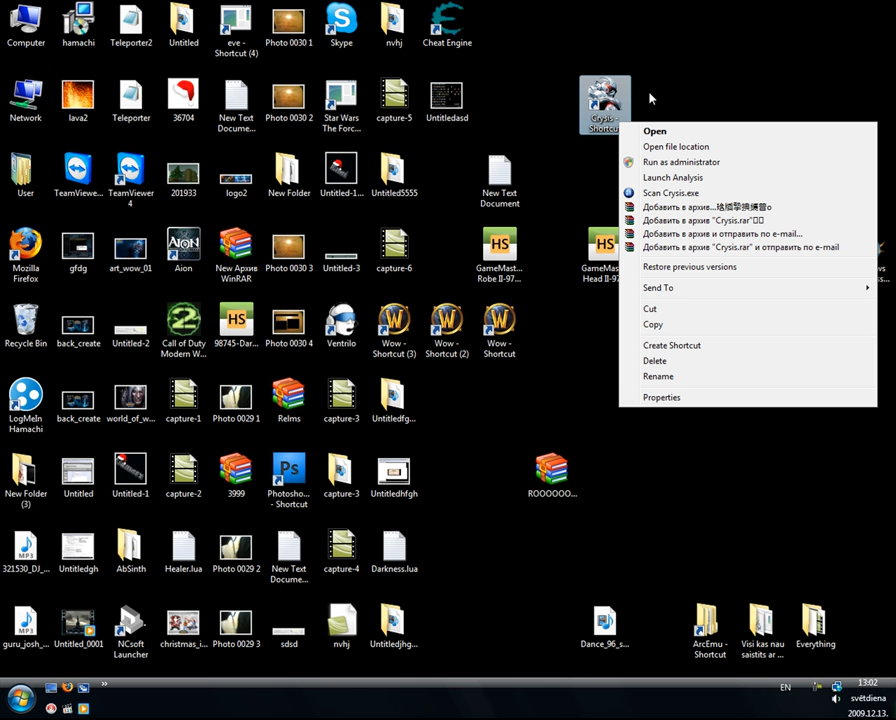 Computer
hamachi
Teleporter2
Untitled
eve -
Shortcut (4)
Photo 0030 1
Skype
nvhj
Cheat Engine
Network
lava2
Teleporter
36704
New Text
Docume...
Photo 0030 2
Star Wars
The Forc...
capture-5
Untitledasd
Crysis -
Shortcut
User
TeamViewe...
TeamViewer
4
201933
logo2
New Folder
Untitled-1...
Untitled5555
New Text
Document
Mozilla
Firefox
gfdg
art_wow_01
AION
Aion
New Архив
WinRAR
Photo 0030 3
Untitled-3
capture-6
HS
GameMast...
Robe II-97...
HS
GameMas
Head II-97
Recycle Bin
back_create
Untitled-2
Call of Duty
Modern W...
HS
98745-Dar...
Photo 0030 4
Ventrilo
Wow -
Shortcut (3)
Wow -
Shortcut (2)
Wow -
Shortcut
LogMeIn
Hamachi
back_create
world_of_w...
capture-1
Photo 0029 1
Relms
capture-3
Untitledfg...
New Folder
(3)
Untitled
Untitled-1
capture-2
3999
Ps
Photosho...
- Shortcut
capture-3
Untitledhfgh
ROOOOOO...
MP3
321530_DJ_...
Untitledgh
AbSinth
Healer.lua
Photo 0029 2
New Text
Docume...
capture-4
Darkness.lua
MP3
guru_josh_...
Untitled_0001
NCsoft
Launcher
christmas_i...
Photo 0029 3
sdsd
nvhj
Untitledjhg...
MP3
Dance_96_s...
ArcEmu -
Shortcut
Visi kas nau
saistits ar ...
Everything
Open
Open file location
Run as administrator
Launch Analysis
Scan Crysis.exe
Добавить в архив...
Добавить в архив "Crysis.rar"
Добавить в архив и отправить по e-mail...
Добавить в архив "Crysis.rar" и отправить по e-mail
Restore previous versions
Send To
Cut
Copy
Create Shortcut
Delete
Rename
Properties
EN
13:02
svētdiena
2009.12.13.